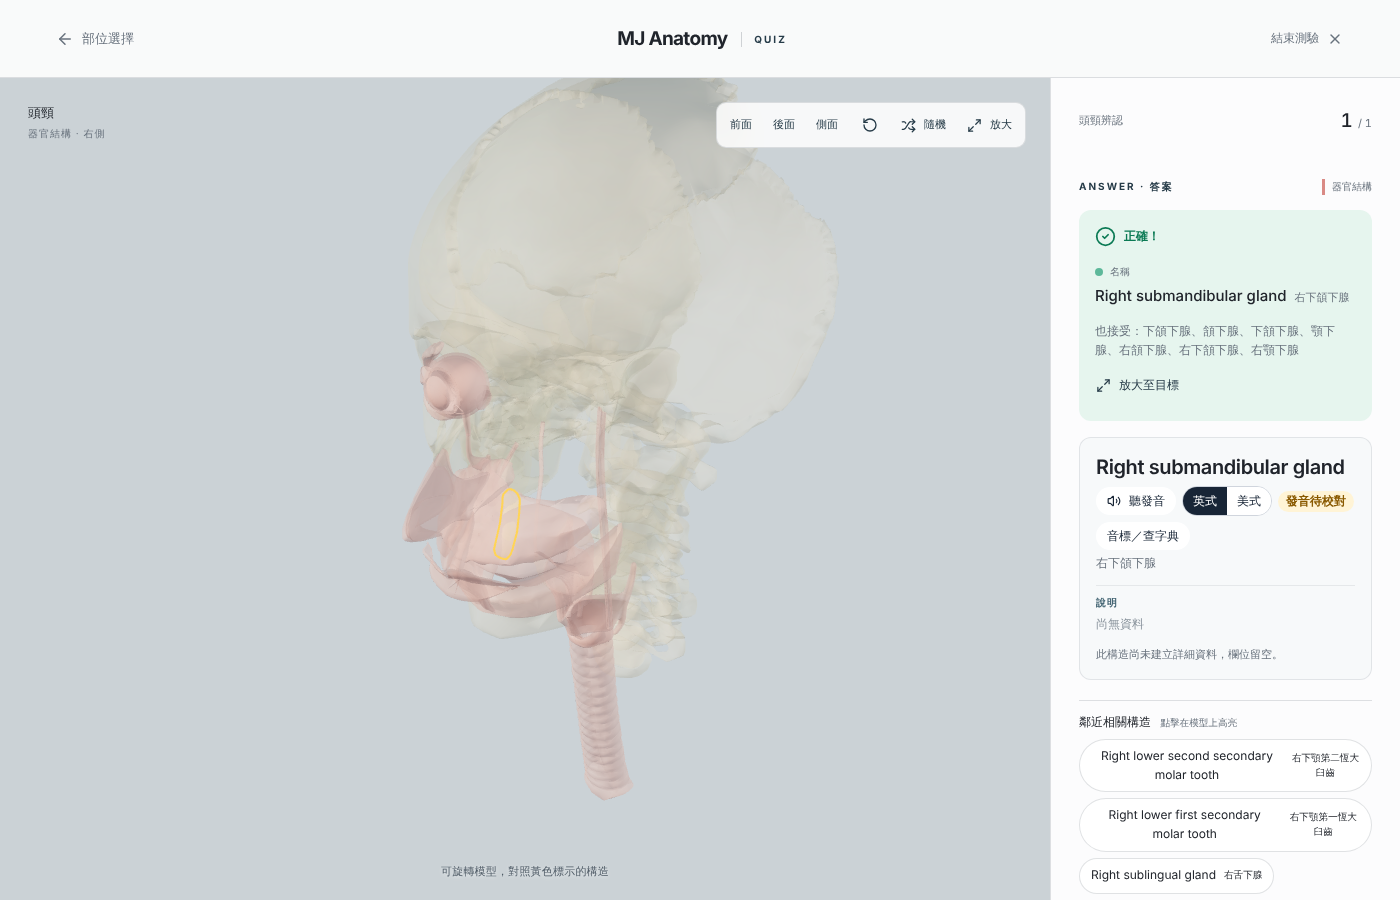 部位選擇
MJ Anatomy
QUIZ
結束測驗
頭頸
器官結構 · 右側
前面
後面
側面
隨機
放大
可旋轉模型，對照黃色標示的構造
頭頸辨認
1 / 1
ANSWER · 答案
器官結構
正確！
名稱
Right submandibular gland 右下頜下腺
也接受：下頜下腺、頜下腺、下頷下腺、顎下
腺、右頷下腺、右下頷下腺、右顎下腺
放大至目標
Right submandibular gland
聽發音
英式
美式
發音待校對
音標／查字典
右下頜下腺
說明
尚無資料
此構造尚未建立詳細資料，欄位留空。
鄰近相關構造 點擊在模型上高亮
Right lower second secondary
molar tooth
右下顎第二恆大
臼齒
Right lower first secondary
molar tooth
右下顎第一恆大
臼齒
Right sublingual gland 右舌下腺